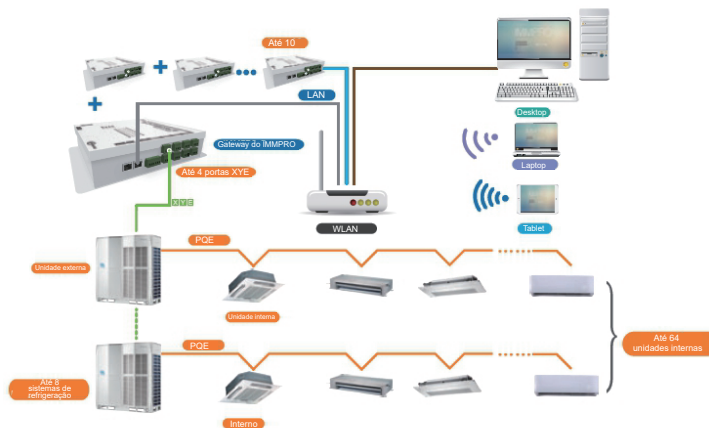 Até 10
LAN
Gateway do IMMPRO
Até 4 portas XYE
XYE
WLAN
IMMPRO
Desktop
Laptop
Tablet
PQE
Unidade externa
Unidade interna
Até 64
unidades internas
PQE
Até 8
sistemas de
refrigeração
Interno